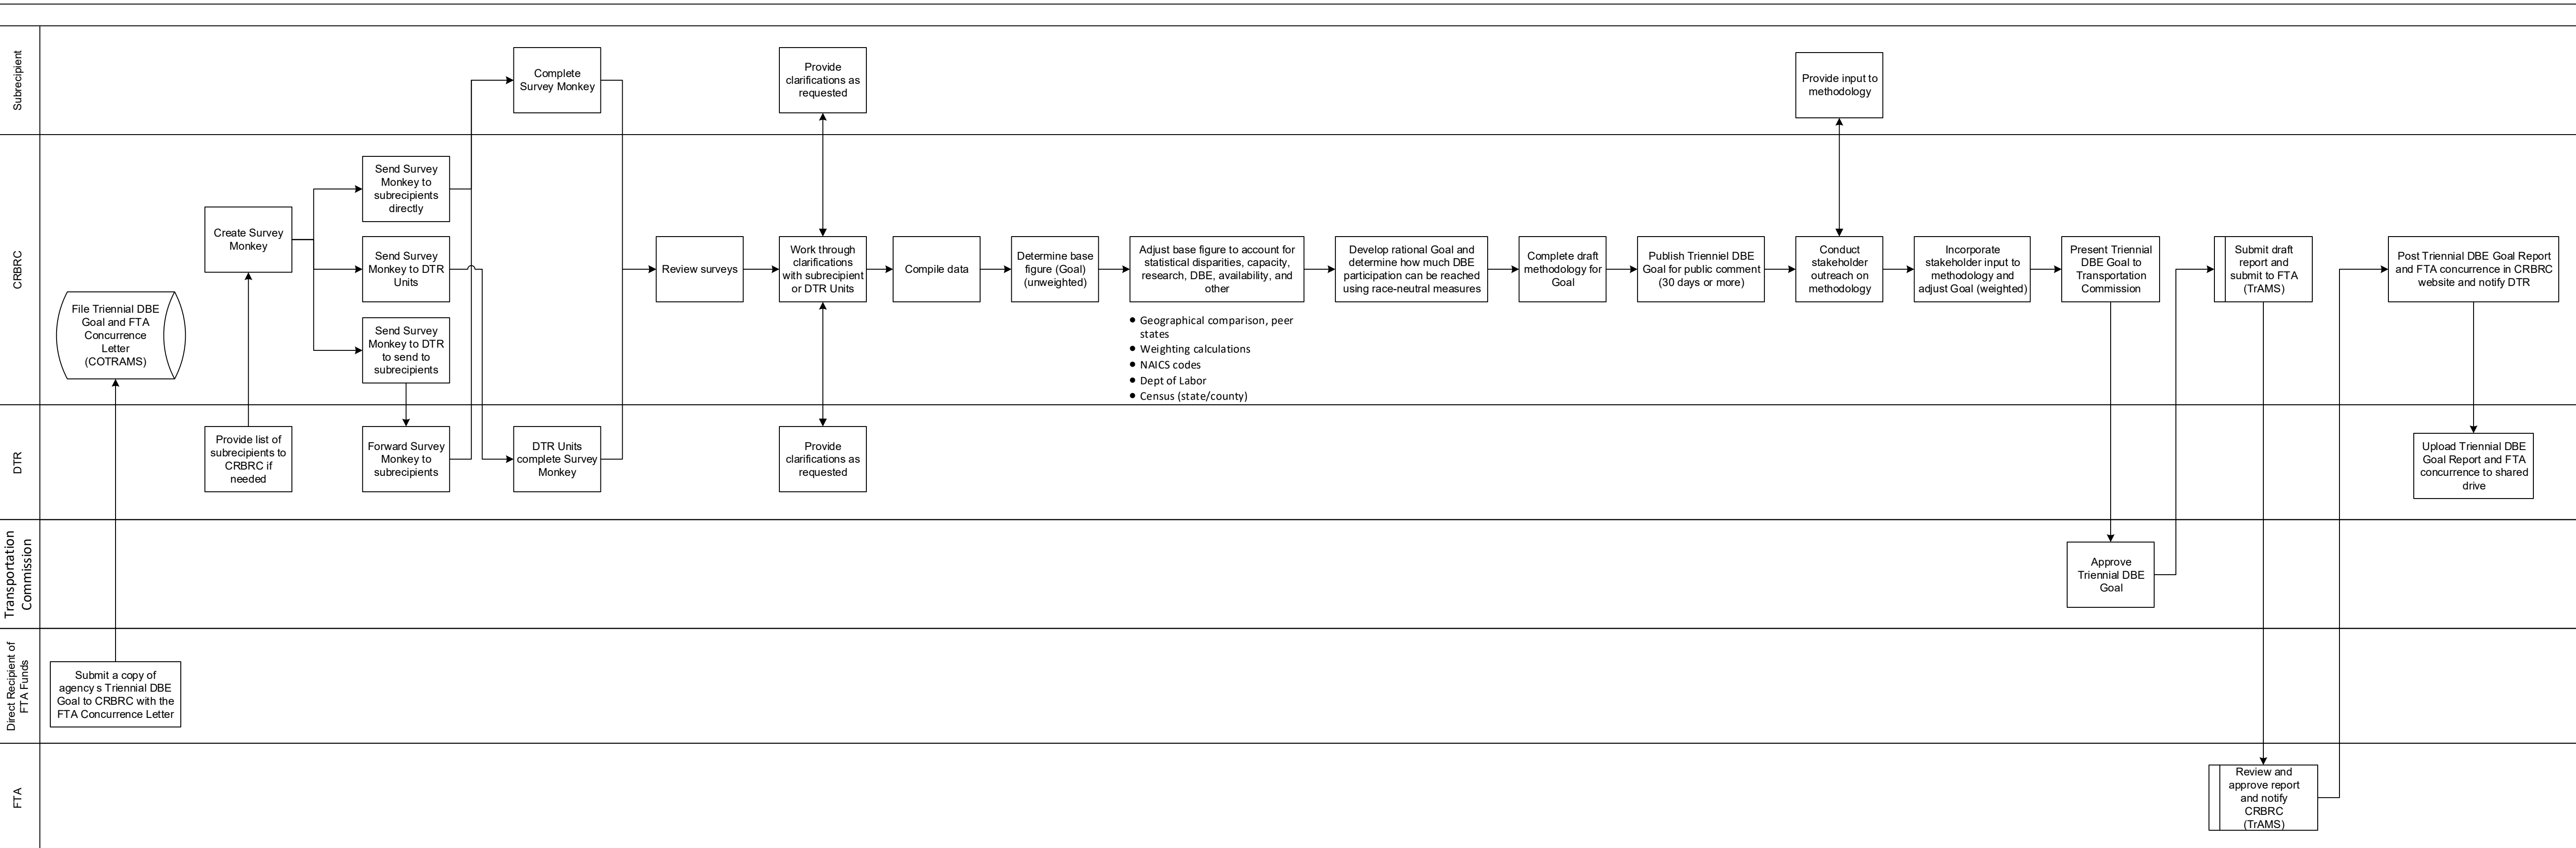 Subrecipient
Complete
Survey Monkey
Provide
clarifications as
requested
Provide input to
methodology
CRBRC
File Triennial DBE
Goal and FTA
Concurrence
Letter
(COTRAMS)
Create Survey
Monkey
Send Survey
Monkey to
subrecipients
directly
Send Survey
Monkey to DTR
Units
Send Survey
Monkey to DTR
to send to
subrecipients
Review surveys
Work through
clarifications
with subrecipient
or DTR Units
Compile data
Determine base
figure (Goal)
(unweighted)
Adjust base figure to account for
statistical disparities, capacity,
research, DBE, availability, and
other
• Geographical comparison, peer
states
• Weighting calculations
• NAICS codes
• Dept of Labor
• Census (state/county)
Develop rational Goal and
determine how much DBE
participation can be reached
using race-neutral measures
Complete draft
methodology for
Goal
Publish Trienniel DBE
Goal for public comment
(30 days or more)
Conduct
stakeholder
outreach on
methodology
Incorporate
stakeholder input to
methodology and
adjust Goal (weighted)
Present Triennial
DBE Goal to
Transportation
Commission
Submit draft
report and
submit to FTA
(TrAMS)
Post Triennial DBE Goal Report
and FTA concurrence in CRBRC
website and notify DTR
DTR
Provide list of
subrecipients to
CRBRC if
needed
Forward Survey
Monkey to
subrecipients
DTR Units
complete Survey
Monkey
Provide
clarifications as
requested
Upload Triennial DBE
Goal Report and FTA
concurrence to shared
drive
Transportation
Commission
Approve
Triennial DBE
Goal
Direct Recipient of
FTA Funds
Submit a copy of
agency s Triennial DBE
Goal to CRBRC with the
FTA Concurrence Letter
FTA
Review and
approve report
and notify
CRBRC
(TrAMS)